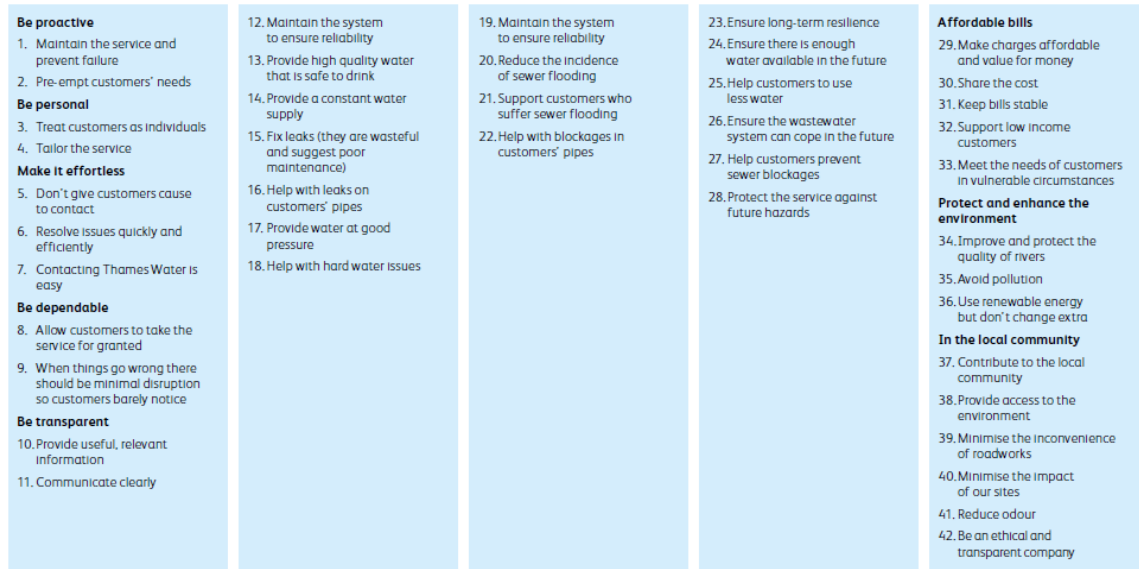 Be proactive
1. Maintain the service and
prevent failure
2. Pre-empt customers' needs
Be personal
3. Treat customers as individuals
4. Tailor the service
Make it effortless
5. Don't give customers cause
to contact
6. Resolve issues quickly and
efficiently
7. Contacting Thames Water is
easy
Be dependable
8. Allow customers to take the
service for granted
9. When things go wrong there
should be minimal disruption
so customers barely notice
Be transparent
10. Provide useful, relevant
information
11. Communicate clearly
12. Maintain the system
to ensure reliability
13. Provide high quality water
that is safe to drink
14. Provide a constant water
supply
15. Fix leaks (they are wasteful
and suggest poor
maintenance)
16. Help with leaks on
customers' pipes
17. Provide water at good
pressure
18. Help with hard water issues
19. Maintain the system
to ensure reliability
20. Reduce the incidence
of sewer flooding
21. Support customers who
suffer sewer flooding
22. Help with blockages in
customers' pipes
23. Ensure long-term resilience
24. Ensure there is enough
water available in the future
25. Help customers to use
less water
26. Ensure the wastewater
system can cope in the future
27. Help customers prevent
sewer blockages
28. Protect the service against
future hazards
Affordable bills
29. Make charges affordable
and value for money
30. Share the cost
31. Keep bills stable
32. Support low income
customers
33. Meet the needs of customers
in vulnerable circumstances
Protect and enhance the
environment
34. Improve and protect the
quality of rivers
35. Avoid pollution
36. Use renewable energy
but don't change extra
In the local community
37. Contribute to the local
community
38. Provide access to the
environment
39. Minimise the inconvenience
of roadworks
40. Minimise the impact
of our sites
41. Reduce odour
42. Be an ethical and
transparent company